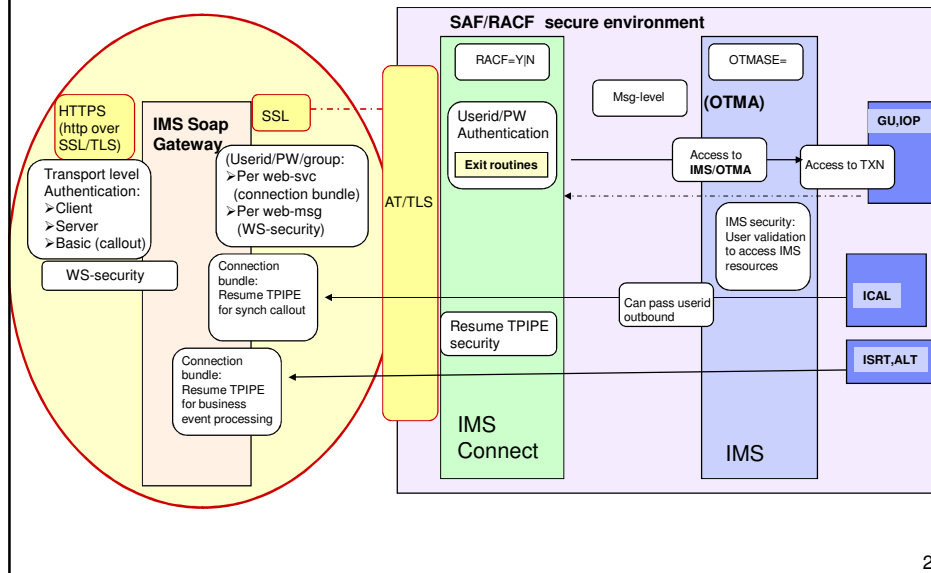 SAF/RACF secure environment
HTTPS
(http over
SSL/TLS)
IMS Soap
Gateway
SSL
Transport level
Authentication:
➢Client
➢Server
➢Basic (callout)
WS-security
(Userid/PW/group:
➢Per web-svc
(connection bundle)
➢Per web-msg
(WS-security)
Connection
bundle:
Resume TPIPE
for synch callout
Connection
bundle:
Resume TPIPE
for business
event processing
AT/TLS
RACF=Y|N
Userid/PW
Authentication
Exit routines
Resume TPIPE
security
IMS
Connect
Msg-level
OTMASE=
(OTMA)
Access to
IMS/OTMA
Access to TXN
GU,IOP
IMS security:
User validation
to access IMS
resources
Can pass userid
outbound
ICAL
ISRT,ALT
IMS
2